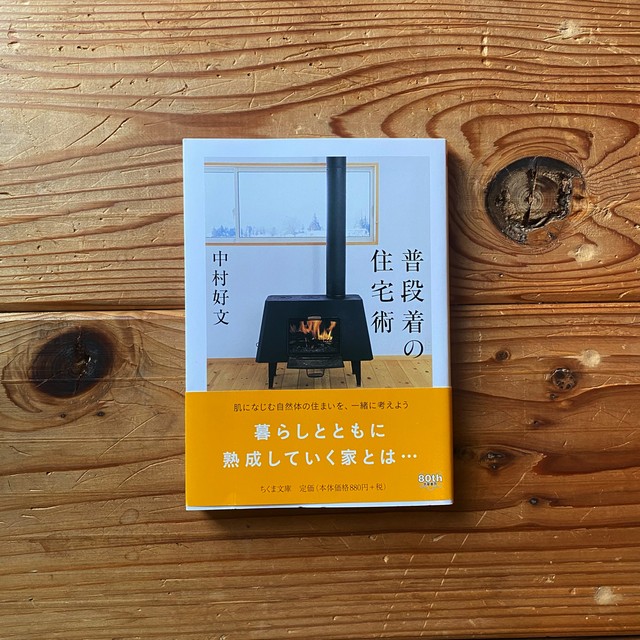 普段着の
住宅術
中村好文
肌になじむ自然体の住まいを、一緒に考えよう
暮らしとともに
熟成していく家とは…
ちくま文庫 定価(本体価格880円+税)
80th